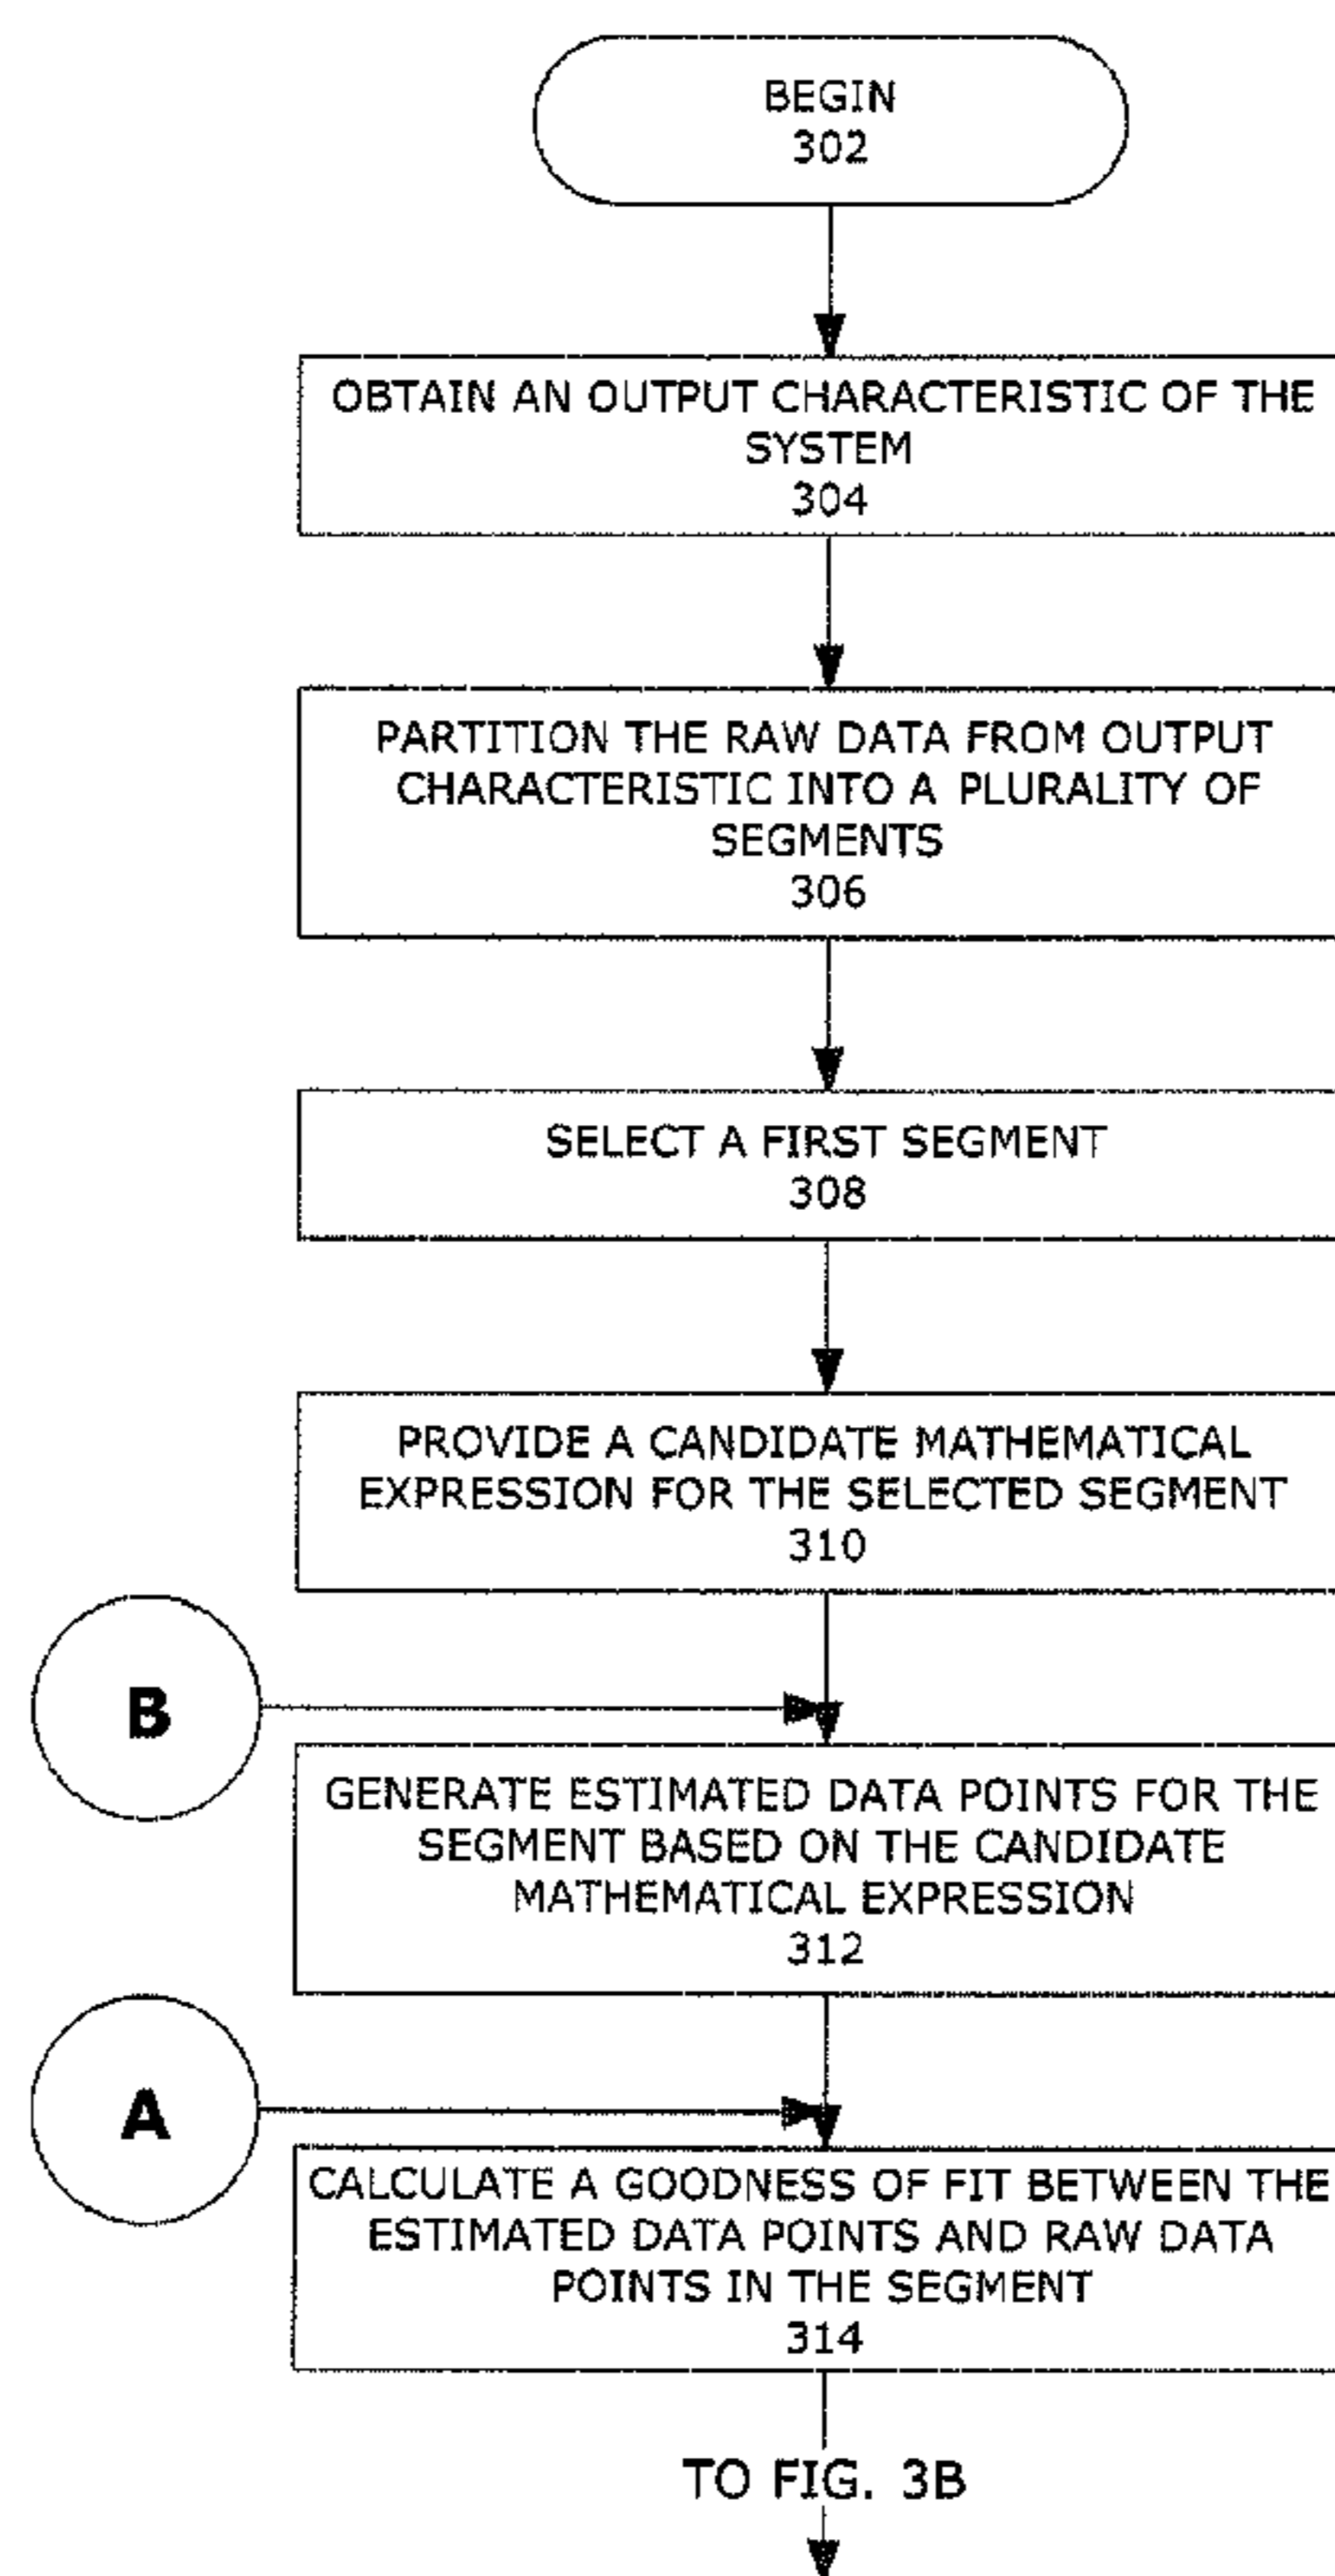 BEGIN
302
OBTAIN AN OUTPUT CHARACTERISTIC OF THE
SYSTEM
304
PARTITION THE RAW DATA FROM OUTPUT
CHARACTERISTIC INTO A PLURALITY OF
SEGMENTS
306
SELECT A FIRST SEGMENT
308
PROVIDE A CANDIDATE MATHEMATICAL
EXPRESSION FOR THE SELECTED SEGMENT
310
B
GENERATE ESTIMATED DATA POINTS FOR THE
SEGMENT BASED ON THE CANDIDATE
MATHEMATICAL EXPRESSION
312
A
CALCULATE A GOODNESS OF FIT BETWEEN THE
ESTIMATED DATA POINTS AND RAW DATA
POINTS IN THE SEGMENT
314
TO FIG. 3B